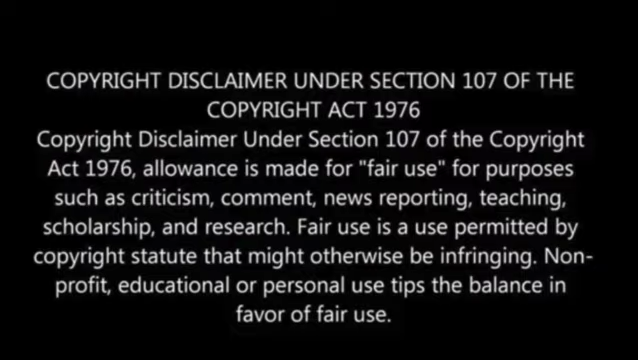 COPYRIGHT DISCLAIMER UNDER SECTION 107 OF THE
COPYRIGHT ACT 1976
Copyright Disclaimer Under Section 107 of the Copyright
Act 1976, allowance is made for "fair use" for purposes
such as criticism, comment, news reporting, teaching,
scholarship, and research. Fair use is a use permitted by
copyright statute that might otherwise be infringing. Non-
profit, educational or personal use tips the balance in
favor of fair use.